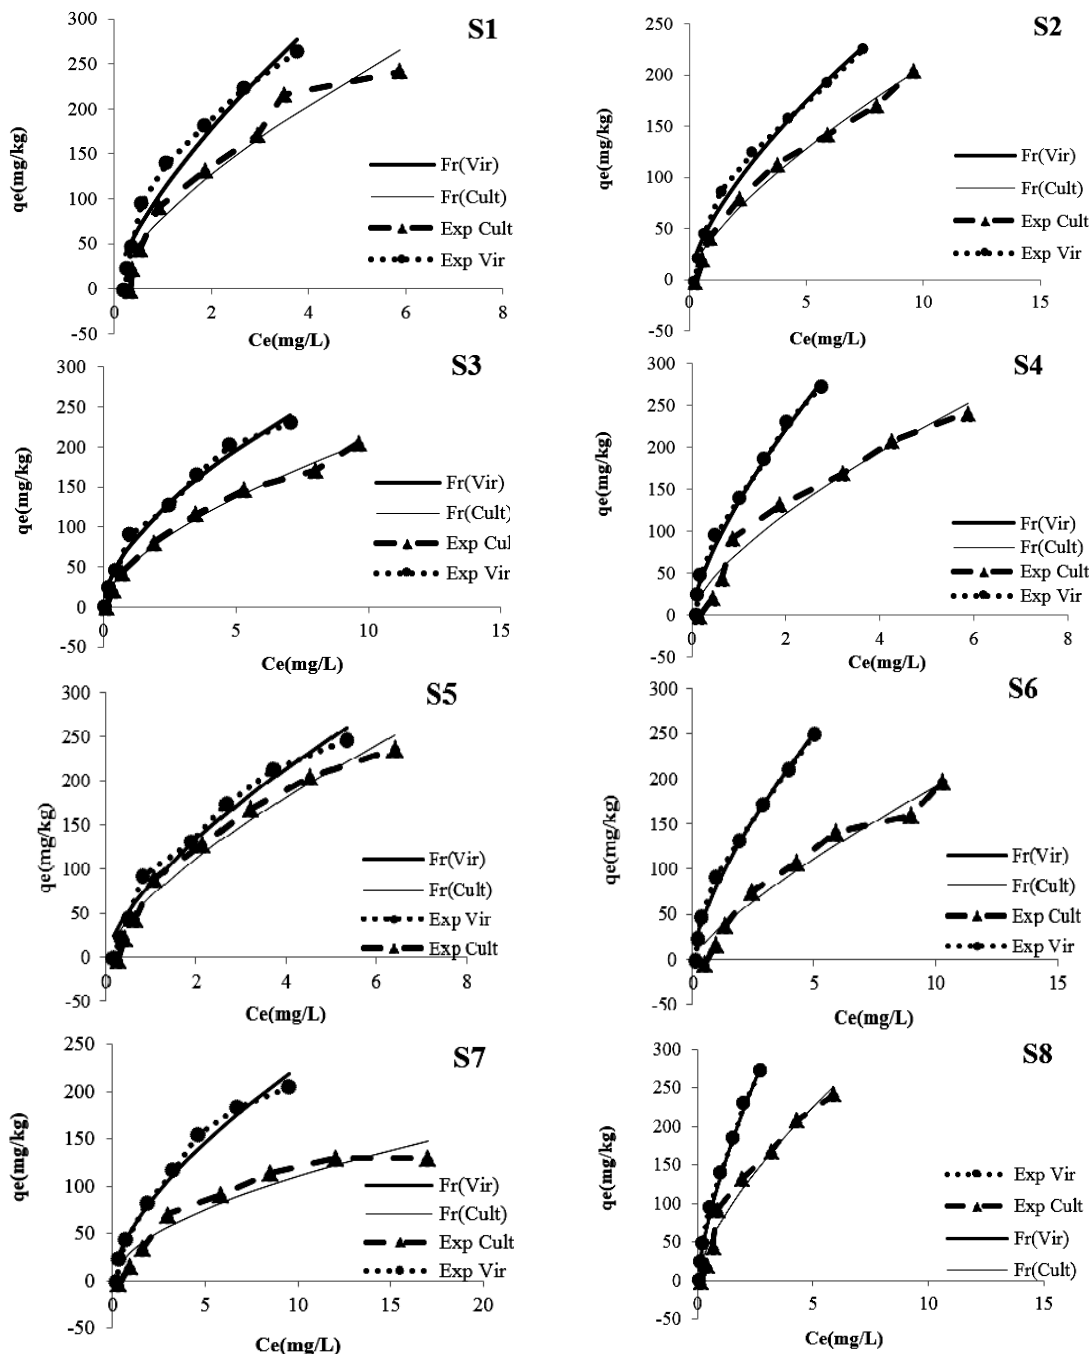 S1
qe(mg/kg)
300
250
200
150
100
50
0
-50
0
2
4
6
8
Ce(mg/L)
Fr(Vir)
Fr(Cult)
Exp Cult
Exp Vir
S2
qe(mg/kg)
250
200
150
100
50
0
-50
0
5
10
15
Ce(mg/L)
Fr(Vir)
Fr(Cult)
Exp Cult
Exp Vir
S3
qe(mg/kg)
300
250
200
150
100
50
0
-50
0
5
10
15
Ce(mg/L)
Fr(Vir)
Fr(Cult)
Exp Cul
Exp Vir
S4
qe(mg/kg)
300
250
200
150
100
50
0
-50
0
2
4
6
8
Ce(mg/L)
Fr(Vir)
Fr(Cult)
Exp Cult
Exp Vir
S5
qe(mg/kg)
300
250
200
150
100
50
0
-50
0
2
4
6
8
Ce(mg/L)
Fr(Vir)
Fr(Cult)
Exp Vir
Exp Cult
S6
qe(mg/kg)
300
250
200
150
100
50
0
-50
0
5
10
15
Ce(mg/L)
Fr(Vir)
Fr(Cult)
Exp Cult
Exp Vir
S7
qe(mg/kg)
250
200
150
100
50
0
-50
0
5
10
15
20
Ce(mg/L)
Fr(Vir)
Fr(Cult)
Exp Cult
Exp Vir
S8
qe(mg/kg)
300
250
200
150
100
50
0
-50
0
5
10
15
Ce(mg/L)
Exp Vir
Exp Cult
Fr(Vir)
Fr(Cult)